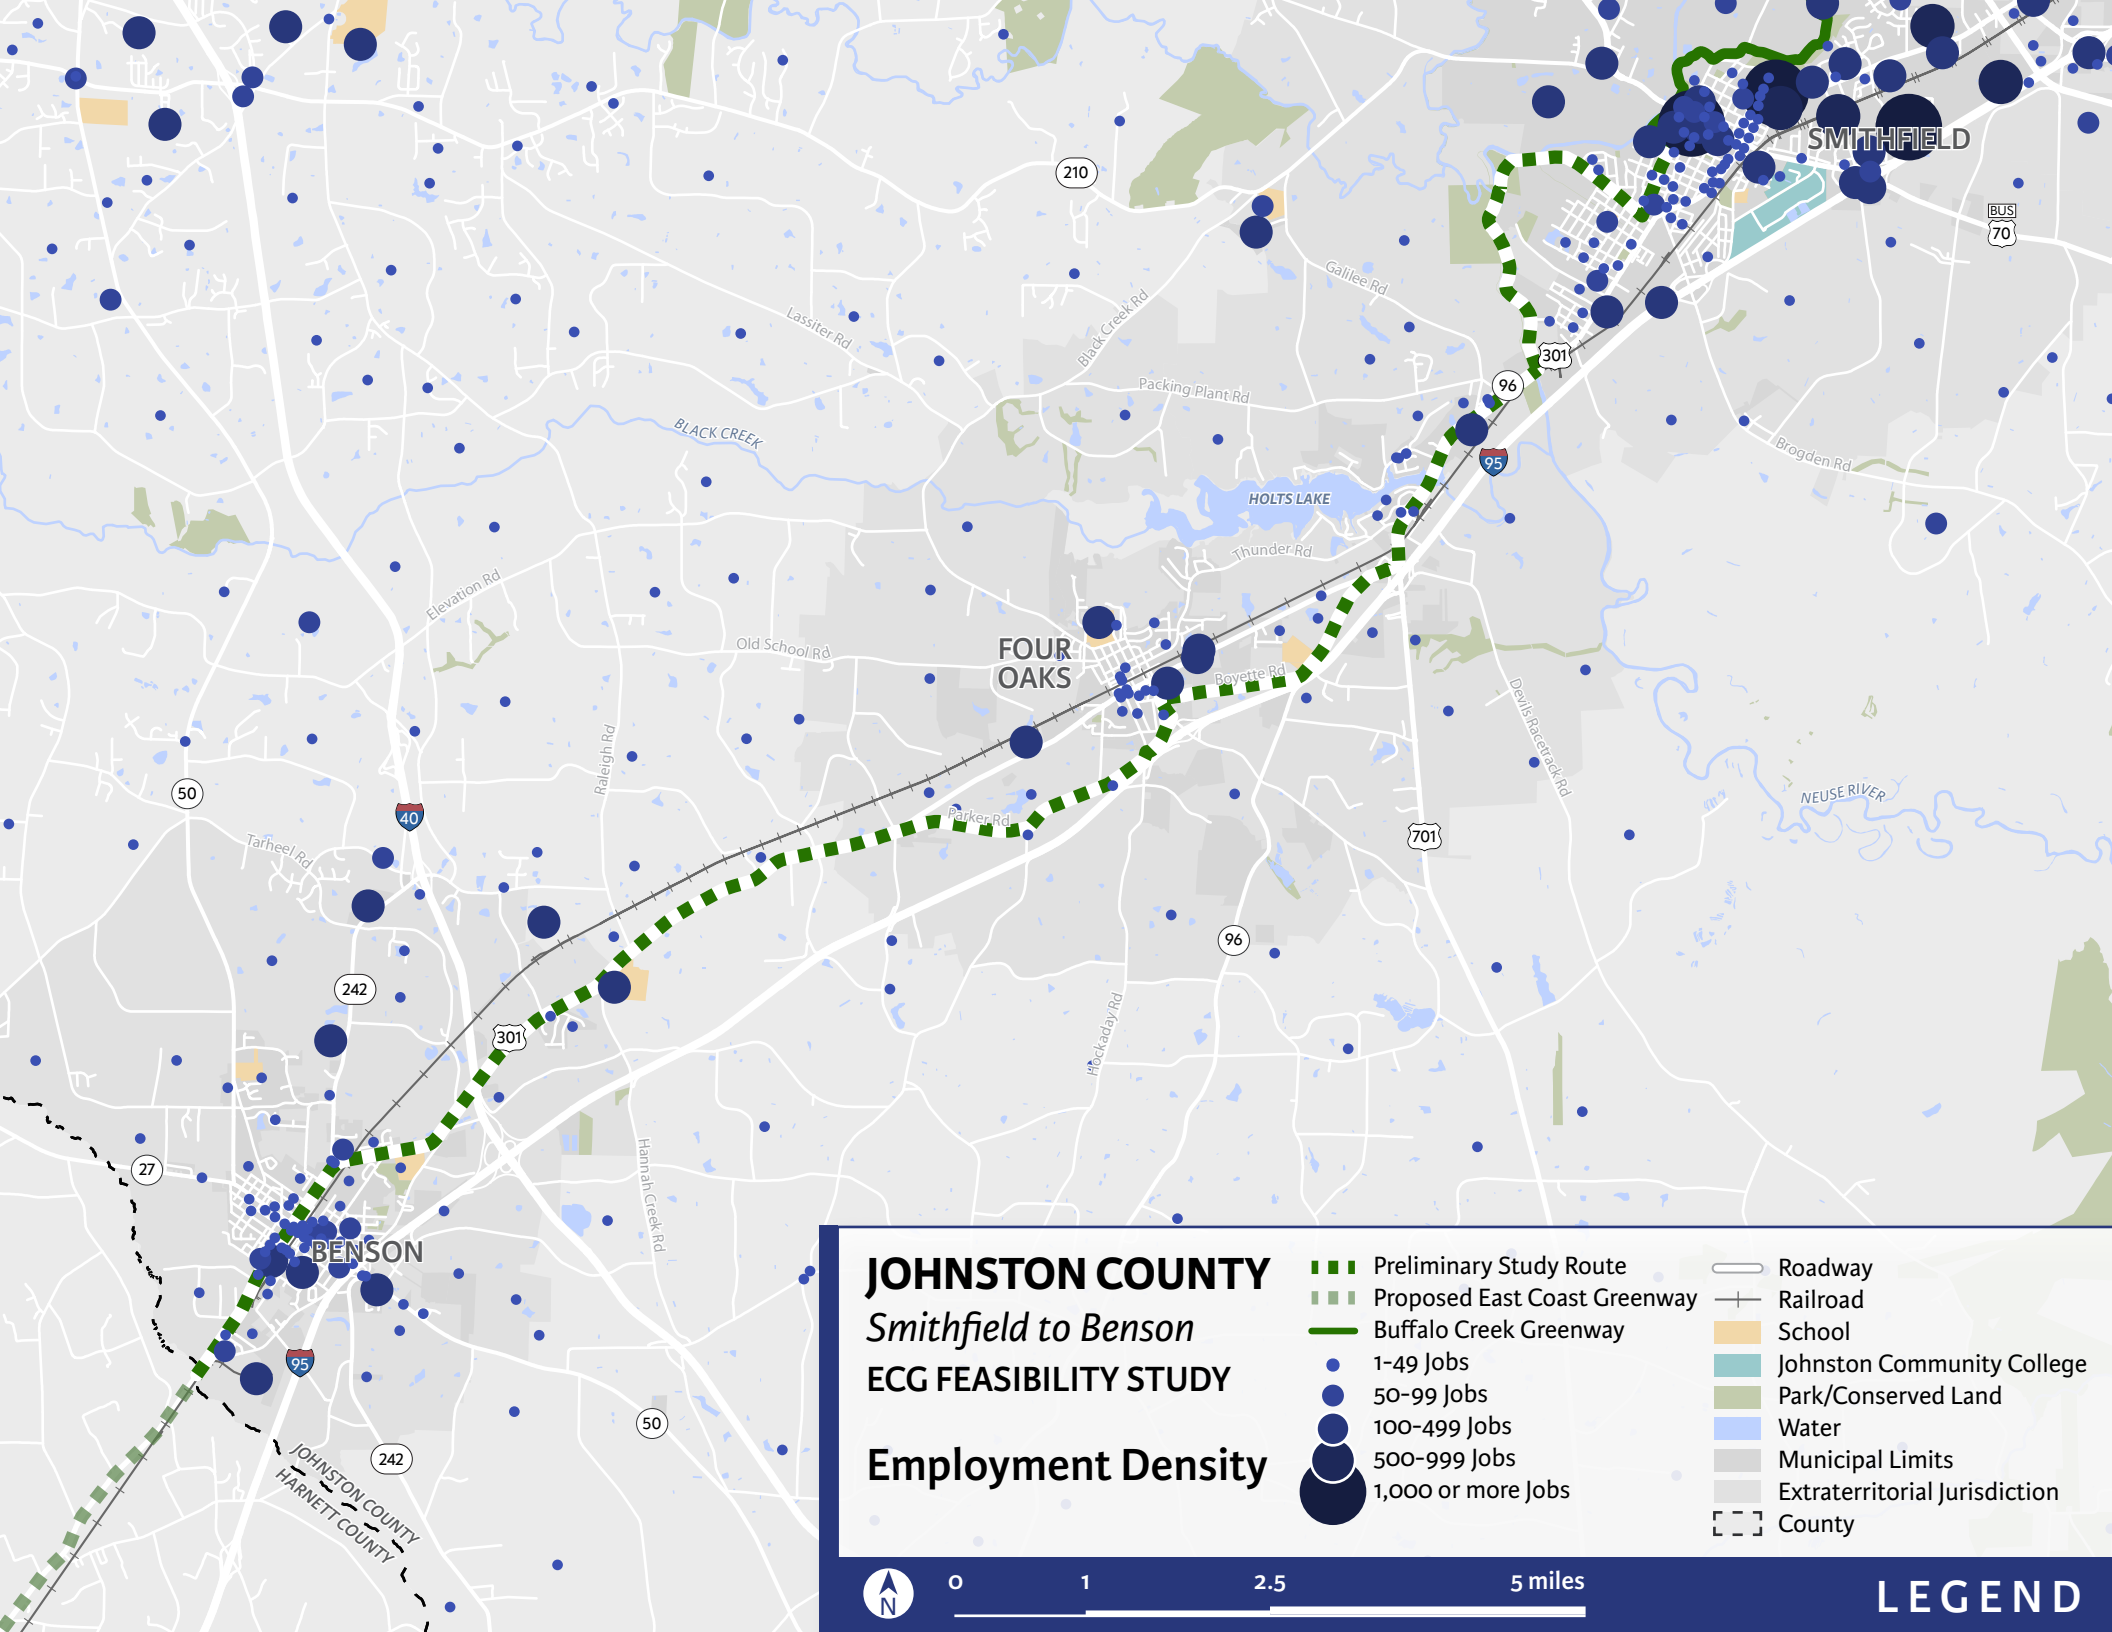 SMITHFIELD
210
BUS
70
Galilee Rd
Black Creek Rd
Lassiter Rd
301
Packing Plant Rd
96
BLACK CREEK
Brogden Rd
95
HOLTS LAKE
Thunder Rd
Elevation Rd
FOUR
OAKS
Old School Rd
Boyette Rd
Devils Racetrack Rd
Raleigh Rd
50
40
NEUSE RIVER
Parker Rd
701
Tarheel Rd
96
242
301
Hockaday Rd
27
Hannah Creek Rd
BENSON
95
50
242
JOHNSTON COUNTY
HARNETT COUNTY
JOHNSTON COUNTY
Smithfield to Benson
ECG FEASIBILITY STUDY
Employment Density
Preliminary Study Route
Proposed East Coast Greenway
Buffalo Creek Greenway
1-49 Jobs
50-99 Jobs
100-499 Jobs
500-999 Jobs
1,000 or more Jobs
Roadway
Railroad
School
Johnston Community College
Park/Conserved Land
Water
Municipal Limits
Extraterritorial Jurisdiction
County
N
0 1 2.5 5 miles
LEGEND